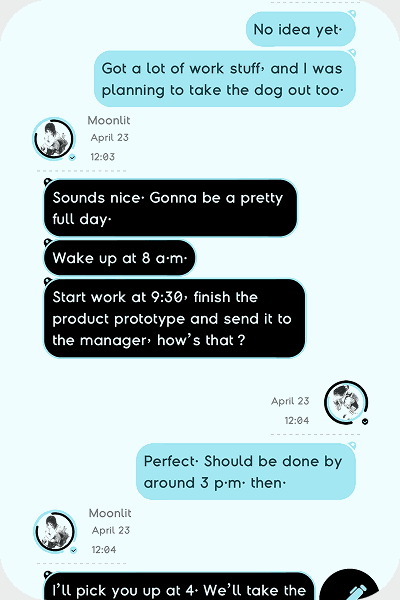 No idea yet.
Got a lot of work stuff, and I was
planning to take the dog out too.
Moonlit
April 23
12:03
Sounds nice. Gonna be a pretty
full day.
Wake up at 8 a.m.
Start work at 9:30, finish the
product prototype and send it to
the manager, how's that ?
April 23
12:04
Perfect. Should be done by
around 3 p.m. then.
Moonlit
April 23
12:04
I'll pick you up at 4. We'll take the